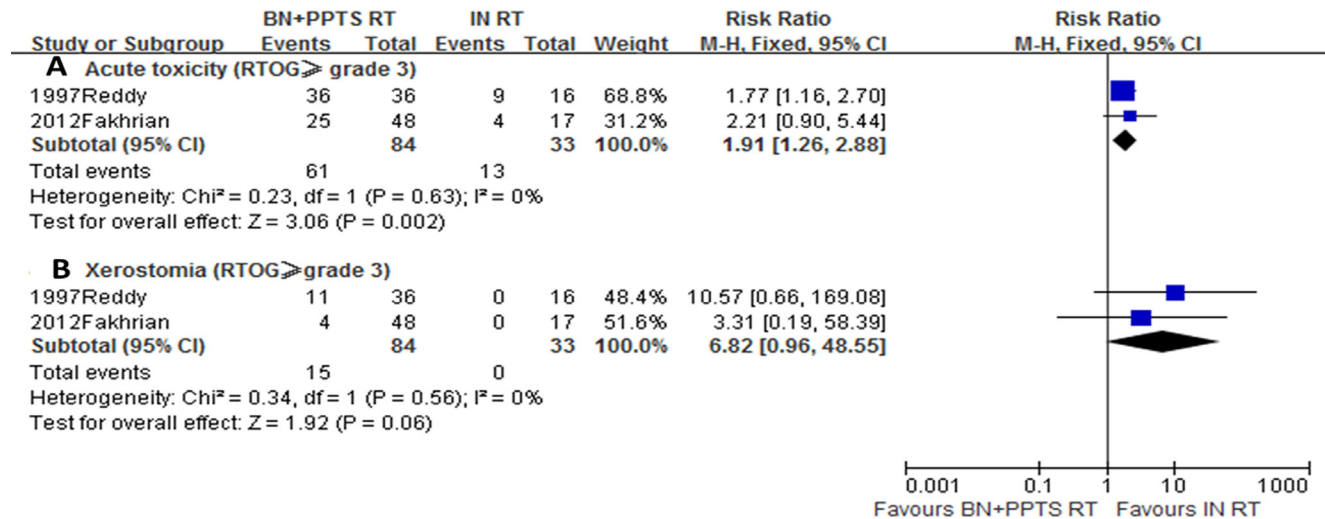 BN+PPTS RT IN RT Risk Ratio Risk Ratio
Study or Subgroup Events Total Events Total Weight M-H, Fixed, 95% CI M-H, Fixed, 95% CI
A Acute toxicity (RTOG⩾ grade 3)
1997Reddy 36 36 9 16 68.8% 1.77 [1.16, 2.70]
2012Fakhrian 25 48 4 17 31.2% 2.21 [0.90, 5.44]
Subtotal (95% CI) 84 33 100.0% 1.91 [1.26, 2.88]
Total events 61 13
Heterogeneity: Chi² = 0.23, df = 1 (P = 0.63); I² = 0%
Test for overall effect: Z = 3.06 (P = 0.002)
B Xerostomia (RTOG⩾grade 3)
1997Reddy 11 36 0 16 48.4% 10.57 [0.66, 169.08]
2012Fakhrian 4 48 0 17 51.6% 3.31 [0.19, 58.39]
Subtotal (95% CI) 84 33 100.0% 6.82 [0.96, 48.55]
Total events 15 0
Heterogeneity: Chi² = 0.34, df = 1 (P = 0.56); I² = 0%
Test for overall effect: Z = 1.92 (P = 0.06)
0.001 0.1 1 10 1000
Favours BN+PPTS RT Favours IN RT